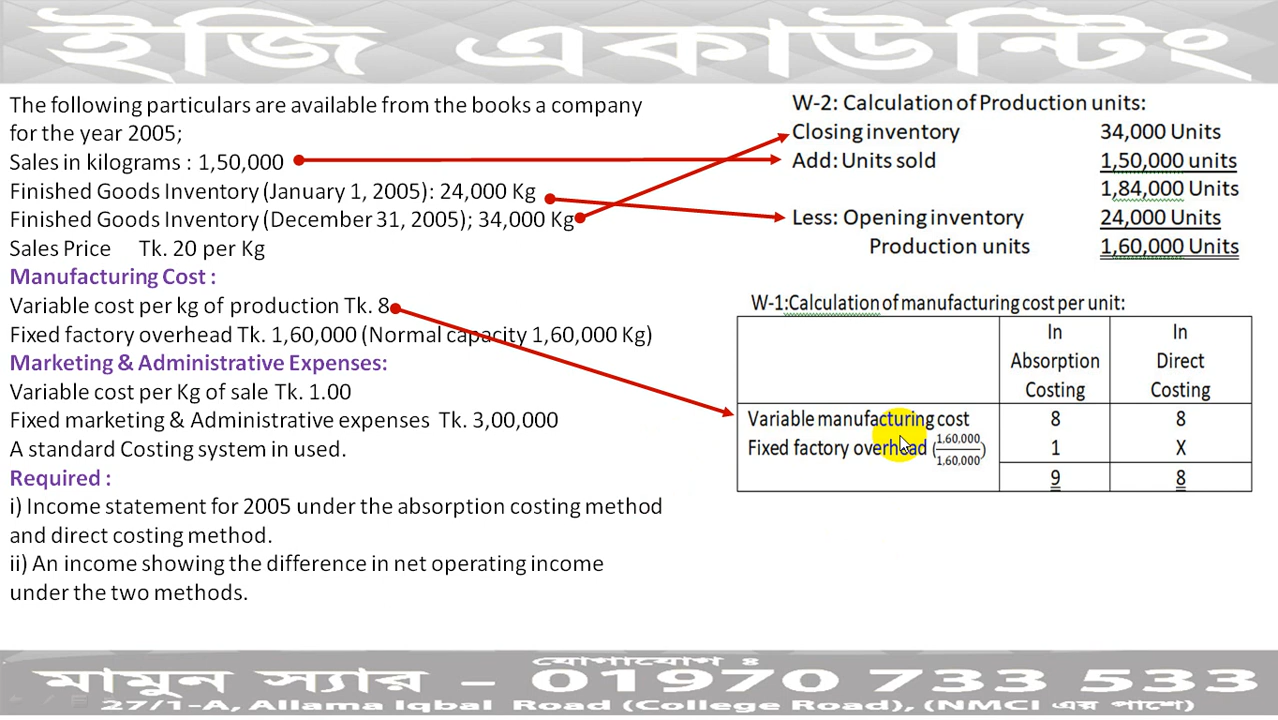 ইজি একাউন্টিং
The following particulars are available from the books a company
for the year 2005;
Sales in kilograms : 1,50,000
Finished Goods Inventory (January 1, 2005): 24,000 Kg
Finished Goods Inventory (December 31, 2005); 34,000 Kg
Sales Price Tk. 20 per Kg
Manufacturing Cost :
Variable cost per kg of production Tk. 8
Fixed factory overhead Tk. 1,60,000 (Normal capacity 1,60,000 Kg)
Marketing & Administrative Expenses:
Variable cost per Kg of sale Tk. 1.00
Fixed marketing & Administrative expenses Tk. 3,00,000
A standard Costing system in used.
Required :
i) Income statement for 2005 under the absorption costing method
and direct costing method.
ii) An income showing the difference in net operating income
under the two methods.
W-2: Calculation of Production units:
Closing inventory 34,000 Units
Add: Units sold 1,50,000 units
1,84,000 Units
Less: Opening inventory 24,000 Units
Production units 1,60,000 Units
W-1:Calculation of manufacturing cost per unit:
In Absorption Costing In Direct Costing
Variable manufacturing cost 8 8
Fixed factory overhead (1.60,000/1.60,000) 1 X
9 8
যোগাযোগ ঃ
মামুন স্যার – 01970 733 533
27/1-A, Allama Iqbal Road (College Road), (NMCI এর পাশে)